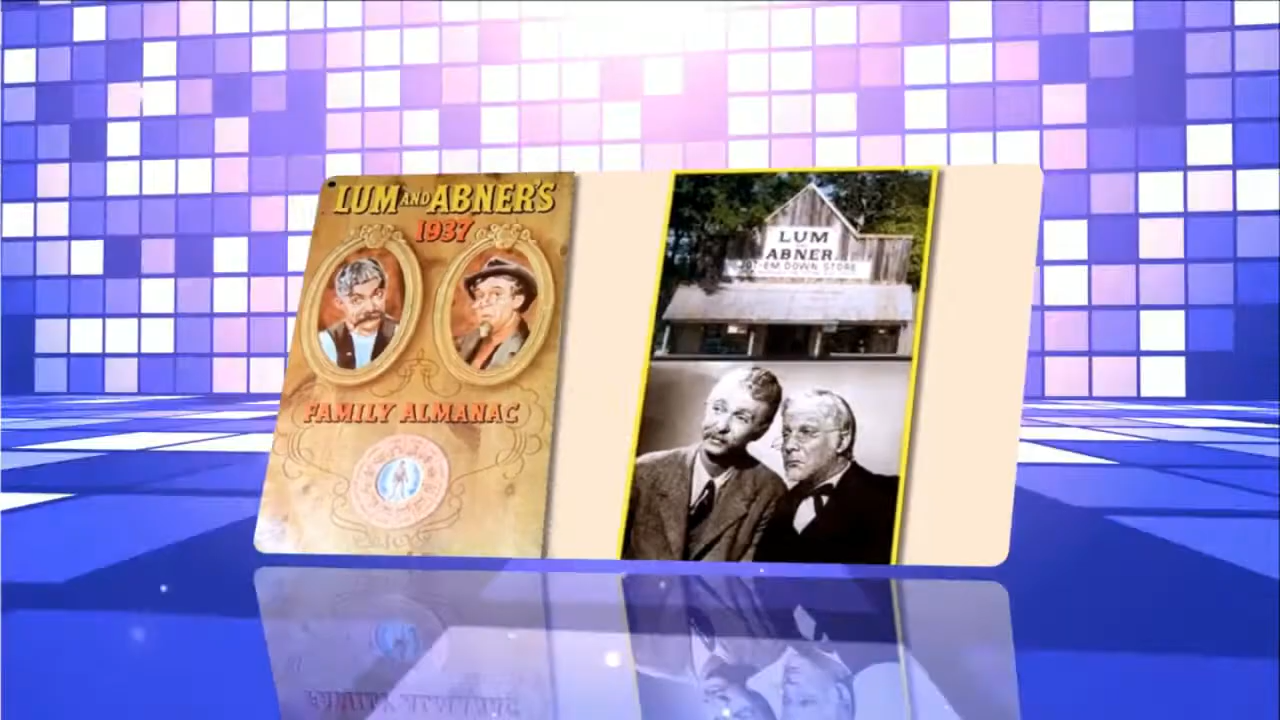 LUM AND ABNER'S
1937
FAMILY ALMANAC
LUM
ABNER
JOT-EM DOWN STORE